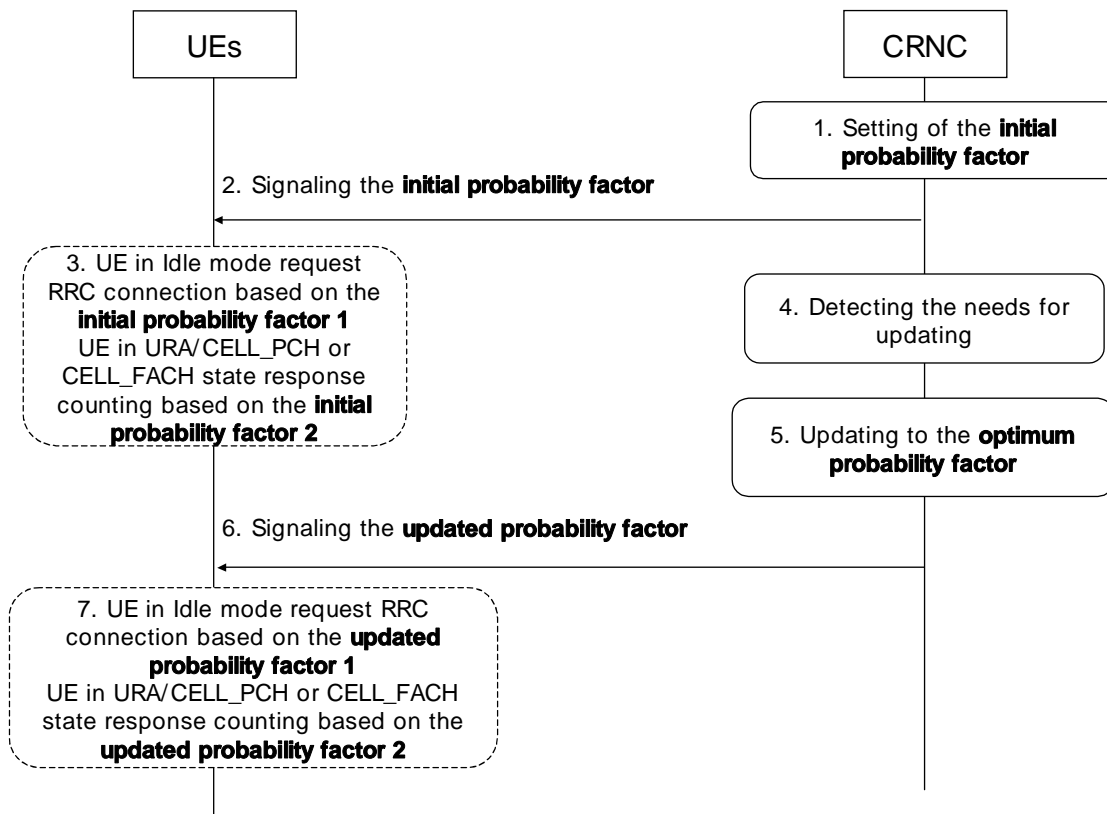 UEs
CRNC
1. Setting of the initial
probability factor
2. Signaling the initial probability factor
3. UE in Idle mode request
RRC connection based on the
initial probability factor 1
UE in URA/CELL_PCH or
CELL_FACH state response
counting based on the initial
probability factor 2
4. Detecting the needs for
updating
5. Updating to the optimum
probability factor
6. Signaling the updated probability factor
7. UE in Idle mode request RRC
connection based on the updated
probability factor 1
UE in URA/CELL_PCH or CELL_FACH
state response counting based on the
updated probability factor 2